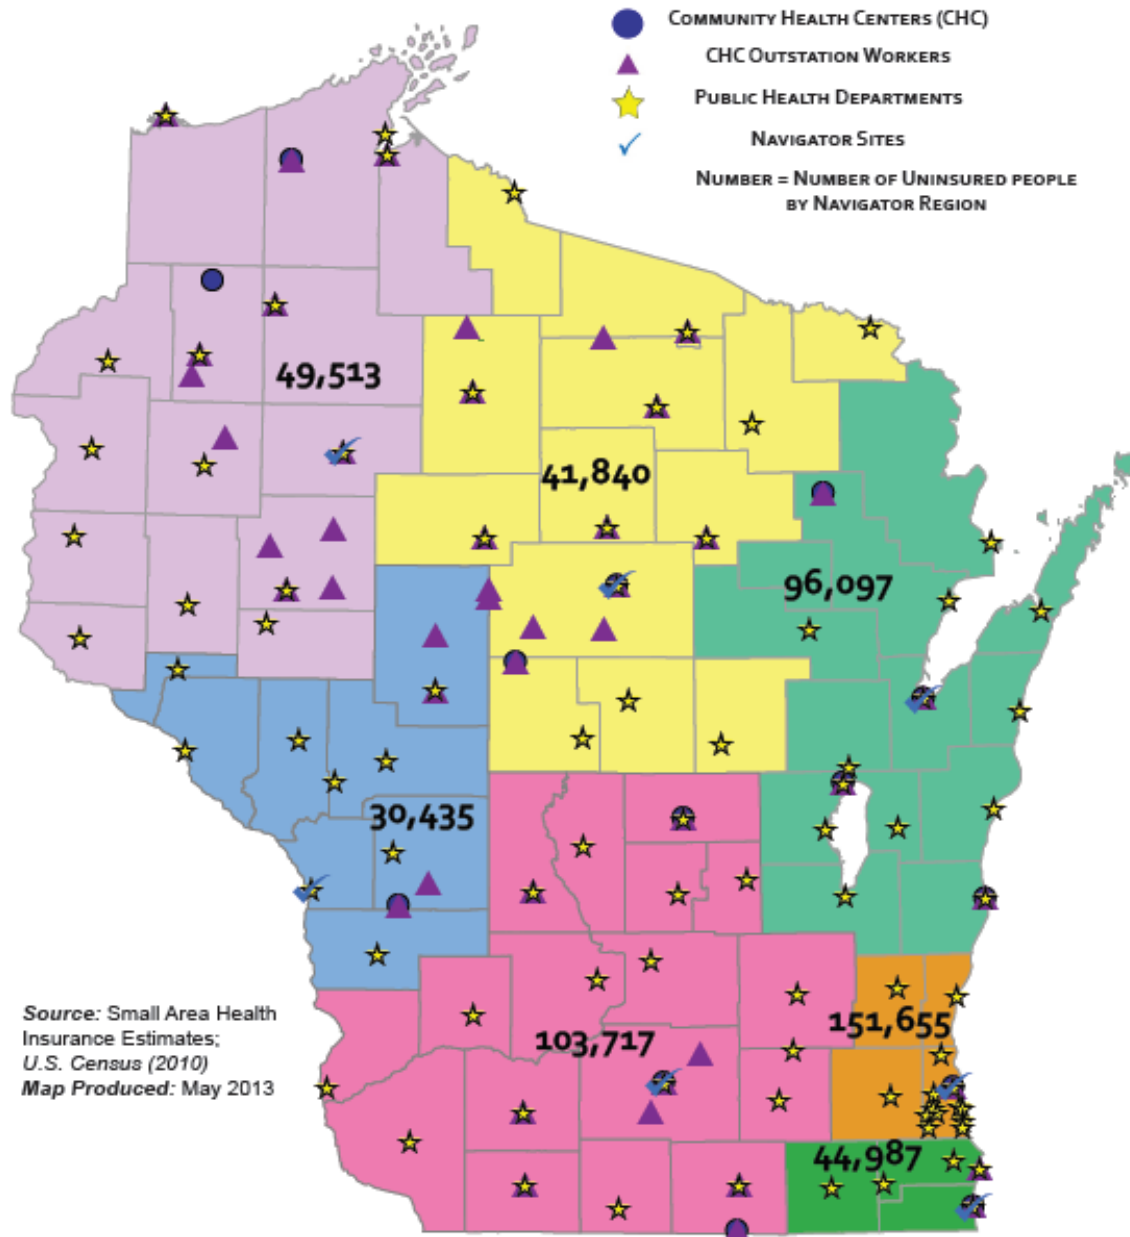 Community Health Centers (CHC)
CHC Outstation Workers
Public Health Departments
Navigator Sites
Number = Number of Uninsured people
by Navigator Region
49,513
41,840
96,097
30,435
Source: Small Area Health
Insurance Estimates;
U.S. Census (2010)
Map Produced: May 2013
103,717
151,655
44,987